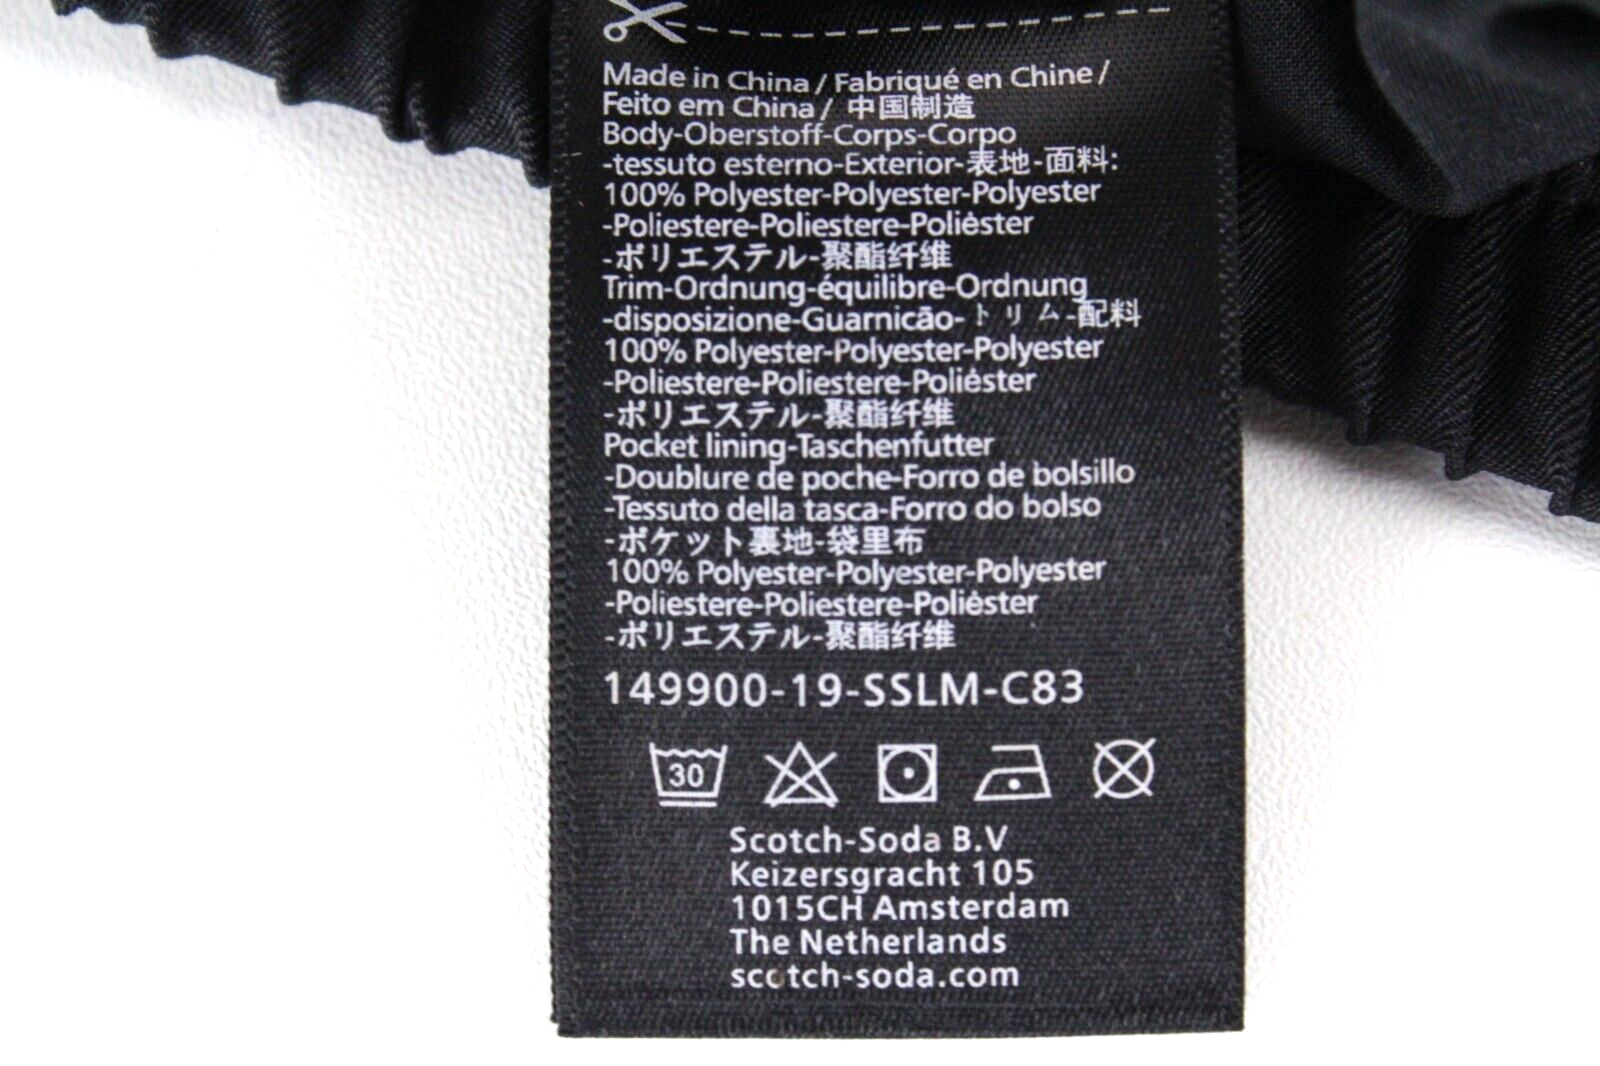 Made in China / Fabriqué en Chine /
Feito em China / 中国制造
Body-Oberstoff-Corps-Corpo
-tessuto esterno-Exterior-表地-面料:
100% Polyester-Polyester-Polyester
-Poliestere-Poliestere-Poliéster
-ポリエステル-聚酯纤维
Trim-Ordnung-équilibre-Ordnung
-disposizione-Guarnicão-トリム-配料
100% Polyester-Polyester-Polyester
-Poliestere-Poliestere-Poliéster
-ポリエステル-聚酯纤维
Pocket lining-Taschenfutter
-Doublure de poche-Forro de bolsillo
-Tessuto della tasca-Forro do bolso
-ポケット裏地-袋里布
100% Polyester-Polyester-Polyester
-Poliestere-Poliestere-Poliéster
-ポリエステル-聚酯纤维
149900-19-SSLM-C83
30
Scotch-Soda B.V
Keizersgracht 105
1015CH Amsterdam
The Netherlands
scotch-soda.com